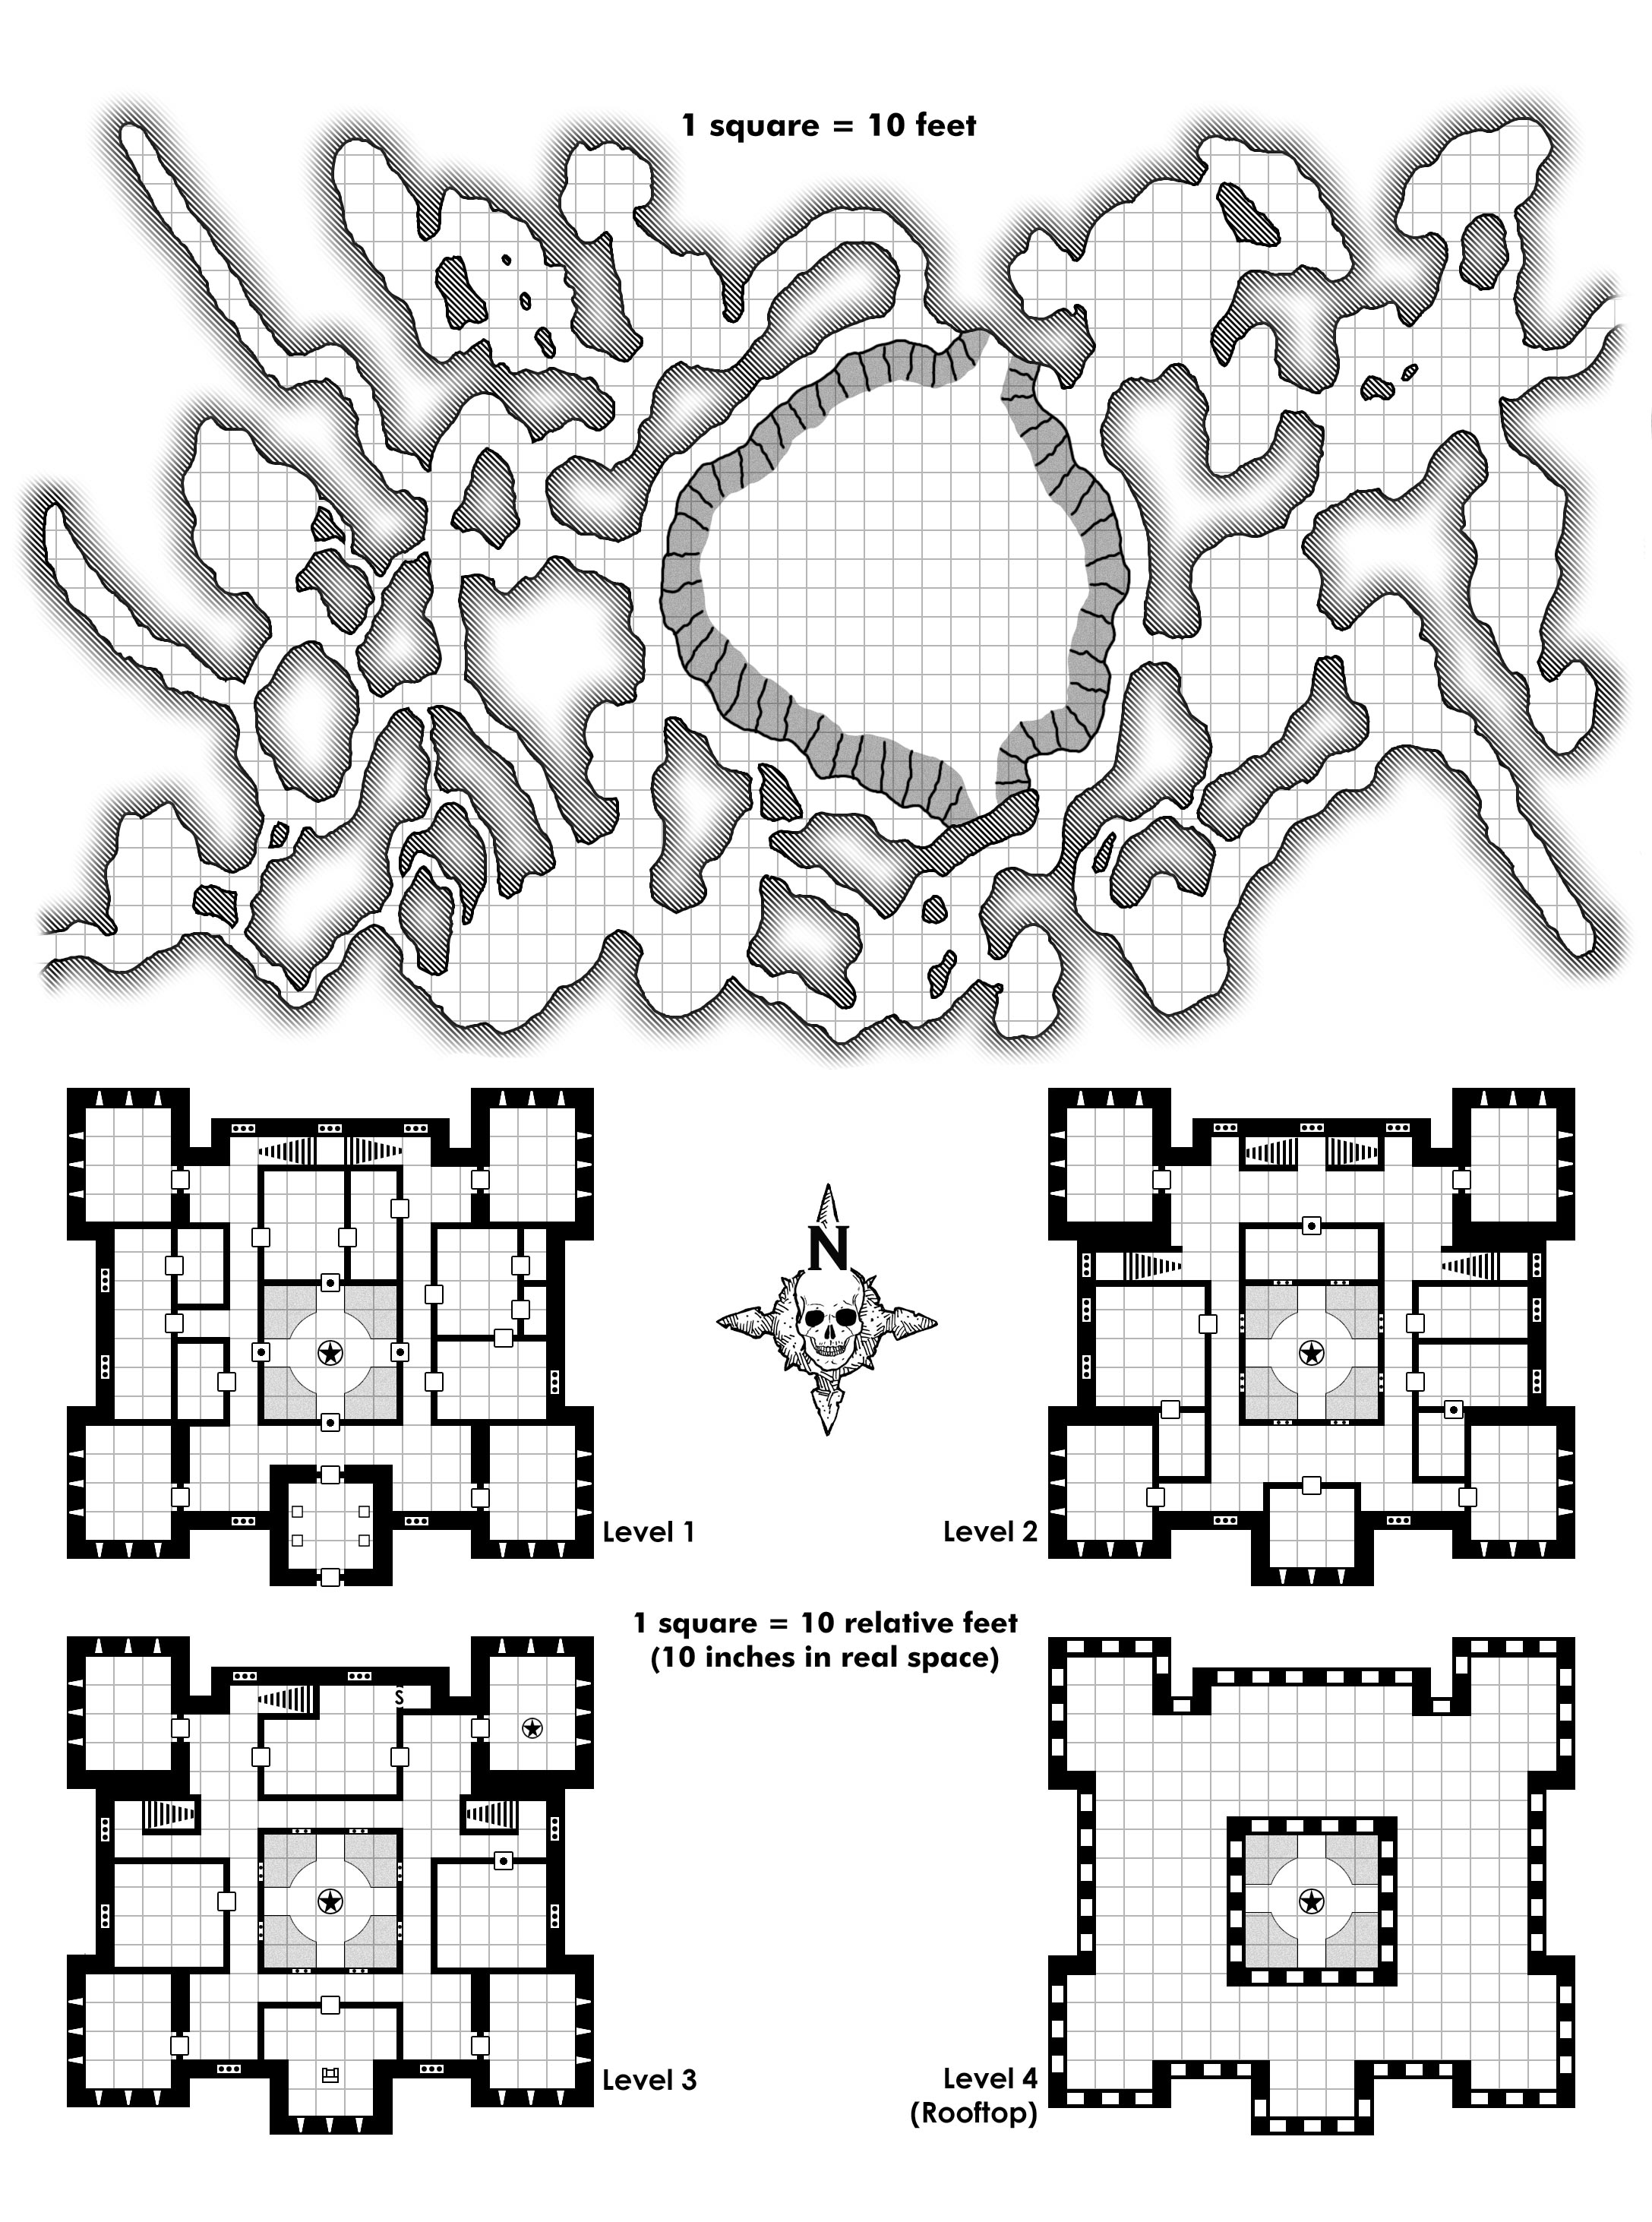 1 square = 10 feet
N
Level 1
Level 2
1 square = 10 relative feet
(10 inches in real space)
S
Level 3
Level 4
(Rooftop)